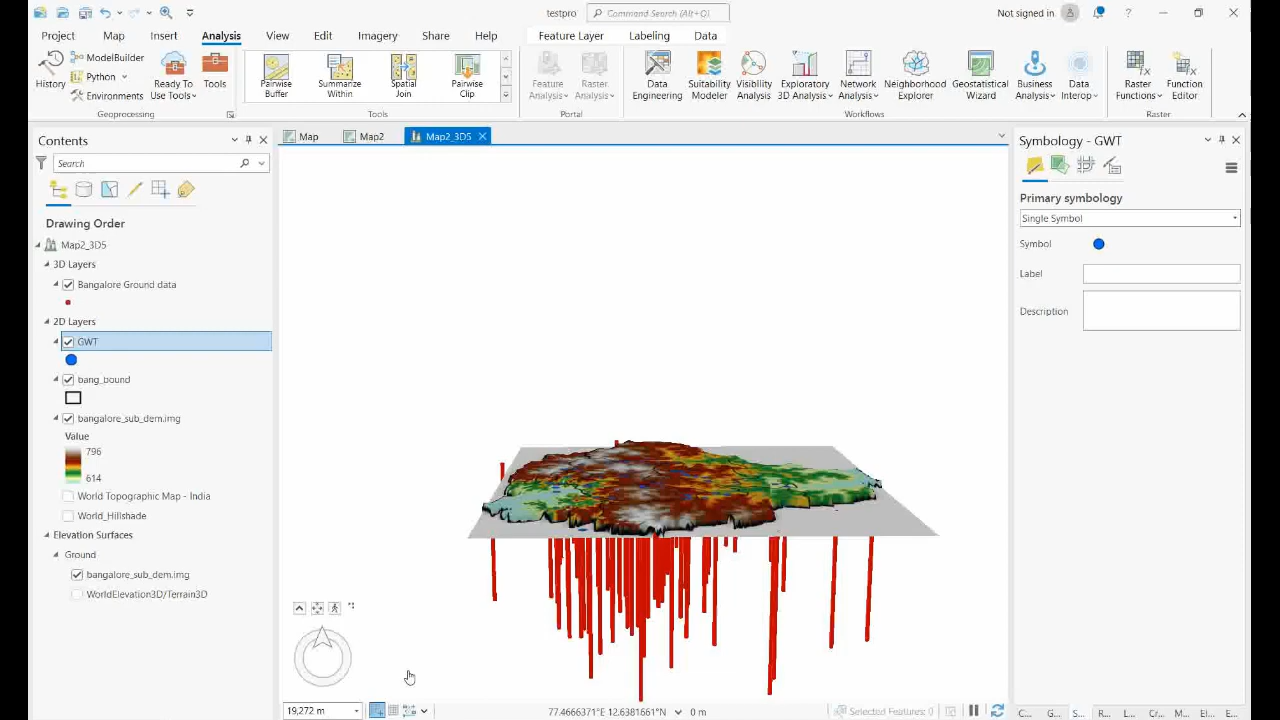 testpro
Command Search (Alt+Q)
Not signed in
?
Project
Map
Insert
Analysis
View
Edit
Imagery
Share
Help
Feature Layer
Labeling
Data
History
ModelBuilder
Python
Environments
Ready To Use Tools
Tools
Geoprocessing
Pairwise Buffer
Summarize Within
Spatial Join
Pairwise Clip
Tools
Feature Analysis
Raster Analysis
Portal
Data Engineering
Suitability Modeler
Visibility Analysis
Exploratory 3D Analysis
Network Analysis
Neighborhood Explorer
Geostatistical Wizard
Business Analysis
Data Interop
Workflows
Raster Functions
Function Editor
Raster
Contents
Search
Drawing Order
Map2_3D5
3D Layers
Bangalore Ground data
2D Layers
GWT
bang_bound
bangalore_sub_dem.img
Value
796
614
World Topographic Map - India
World_Hillshade
Elevation Surfaces
Ground
bangalore_sub_dem.img
WorldElevation3D/Terrain3D
Map
Map2
Map2_3D5
19,272 m
77.4666371°E 12.6381661°N
0 m
Selected Features: 0
Symbology - GWT
Primary symbology
Single Symbol
Symbol
Label
Description
C...
G...
S...
R...
L...
Cr...
M...
El...
E...